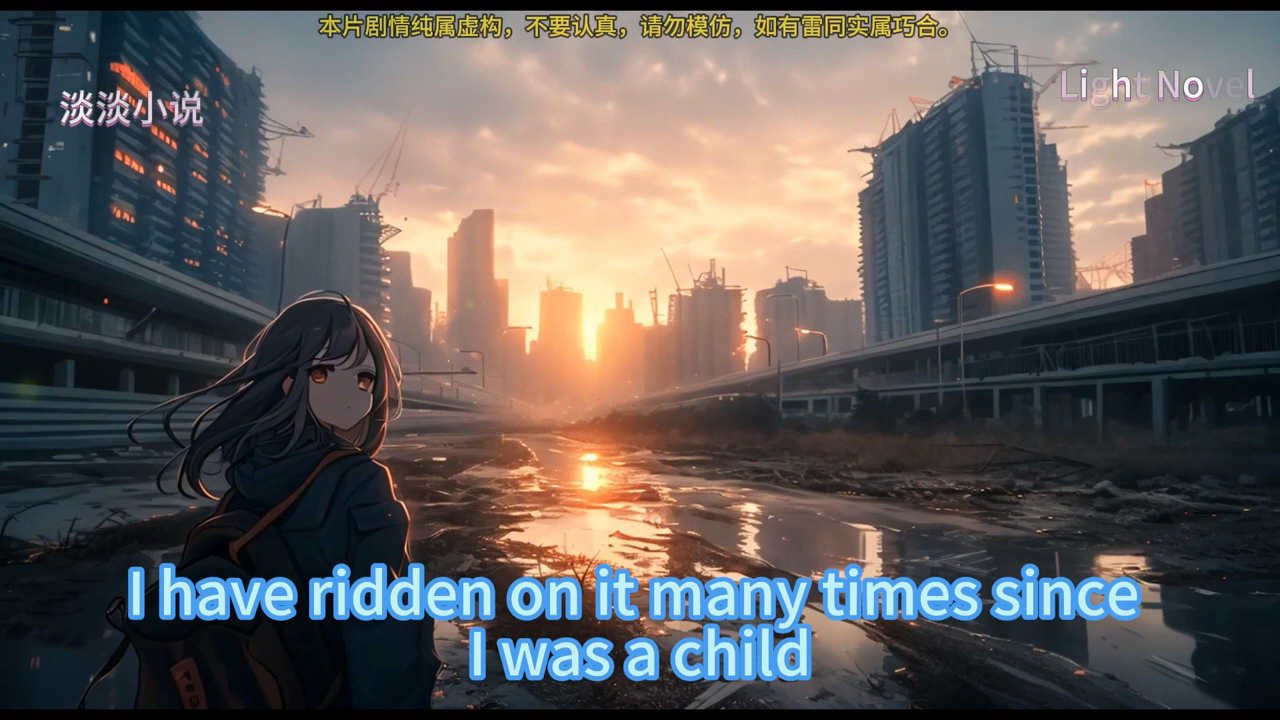 本片剧情纯属虚构，不要认真，请勿模仿，如有雷同实属巧合。
淡淡小说
Light Novel
I have ridden on it many times since
I was a child